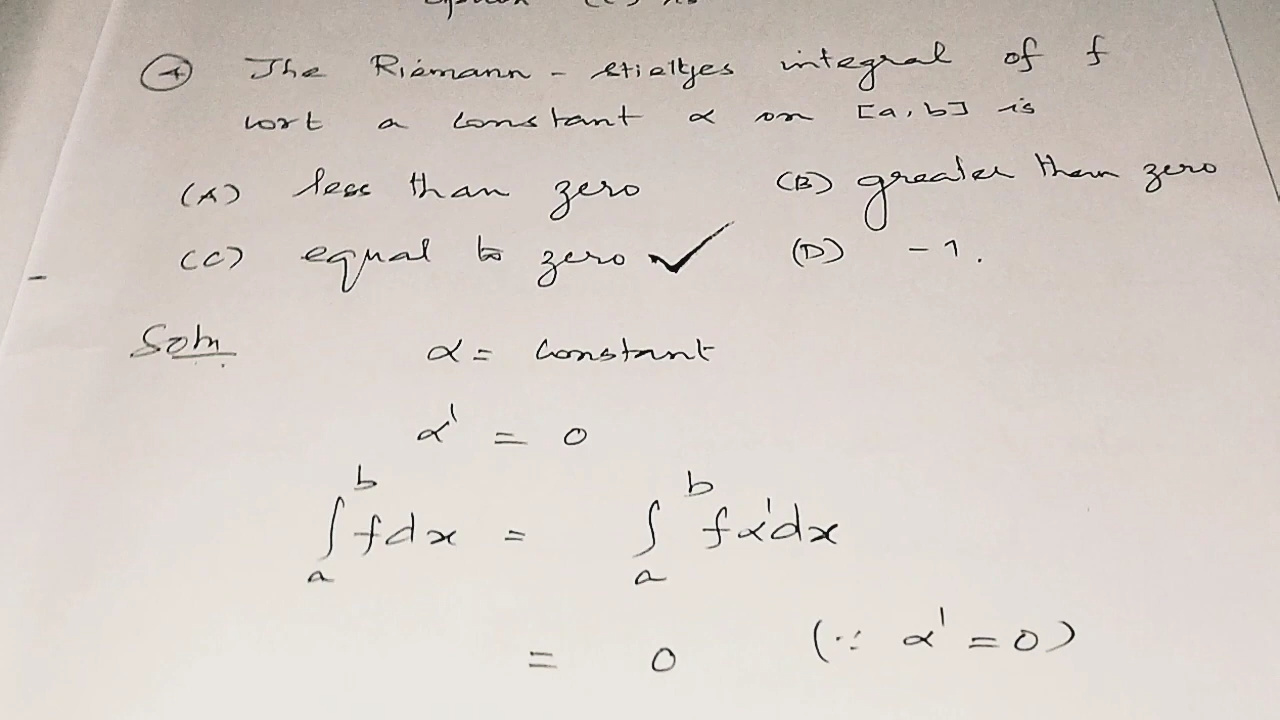 ④ The Riemann - stieltjes integral of f
wrt a constant α on [a,b] is
(A) less than zero (B) greater than zero
(C) equal to zero ✓ (D) -1.
Soln α = constant
α' = 0
∫_a^b f dx = ∫_a^b f α' dx
= 0 (∵ α' = 0)